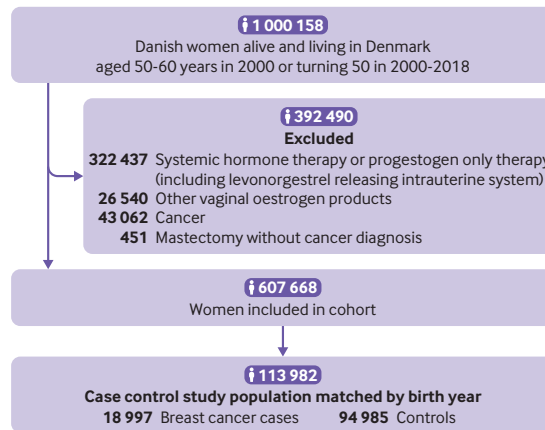 1 000 158
Danish women alive and living in Denmark
aged 50-60 years in 2000 or turning 50 in 2000-2018
392 490
Excluded
322 437 Systemic hormone therapy or progestogen only therapy
(including levonorgestrel releasing intrauterine system)
26 540 Other vaginal oestrogen products
43 062 Cancer
451 Mastectomy without cancer diagnosis
607 668
Women included in cohort
113 982
Case control study population matched by birth year
18 997 Breast cancer cases 94 985 Controls